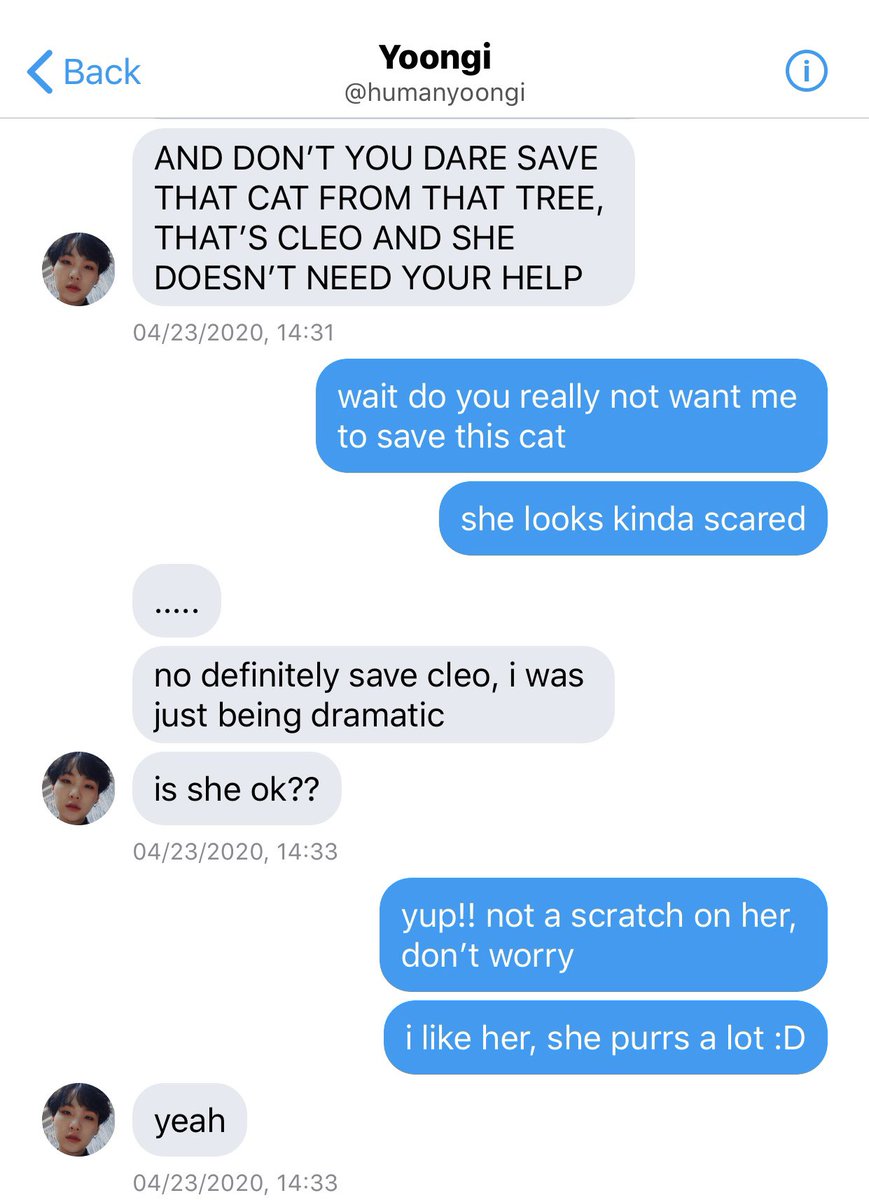 Back
Yoongi
@humanyoongi
AND DON’T YOU DARE SAVE
THAT CAT FROM THAT TREE,
THAT’S CLEO AND SHE
DOESN’T NEED YOUR HELP
04/23/2020, 14:31
wait do you really not want me
to save this cat
she looks kinda scared
.....
no definitely save cleo, i was
just being dramatic
is she ok??
04/23/2020, 14:33
yup!! not a scratch on her,
don’t worry
i like her, she purrs a lot :D
yeah
04/23/2020, 14:33